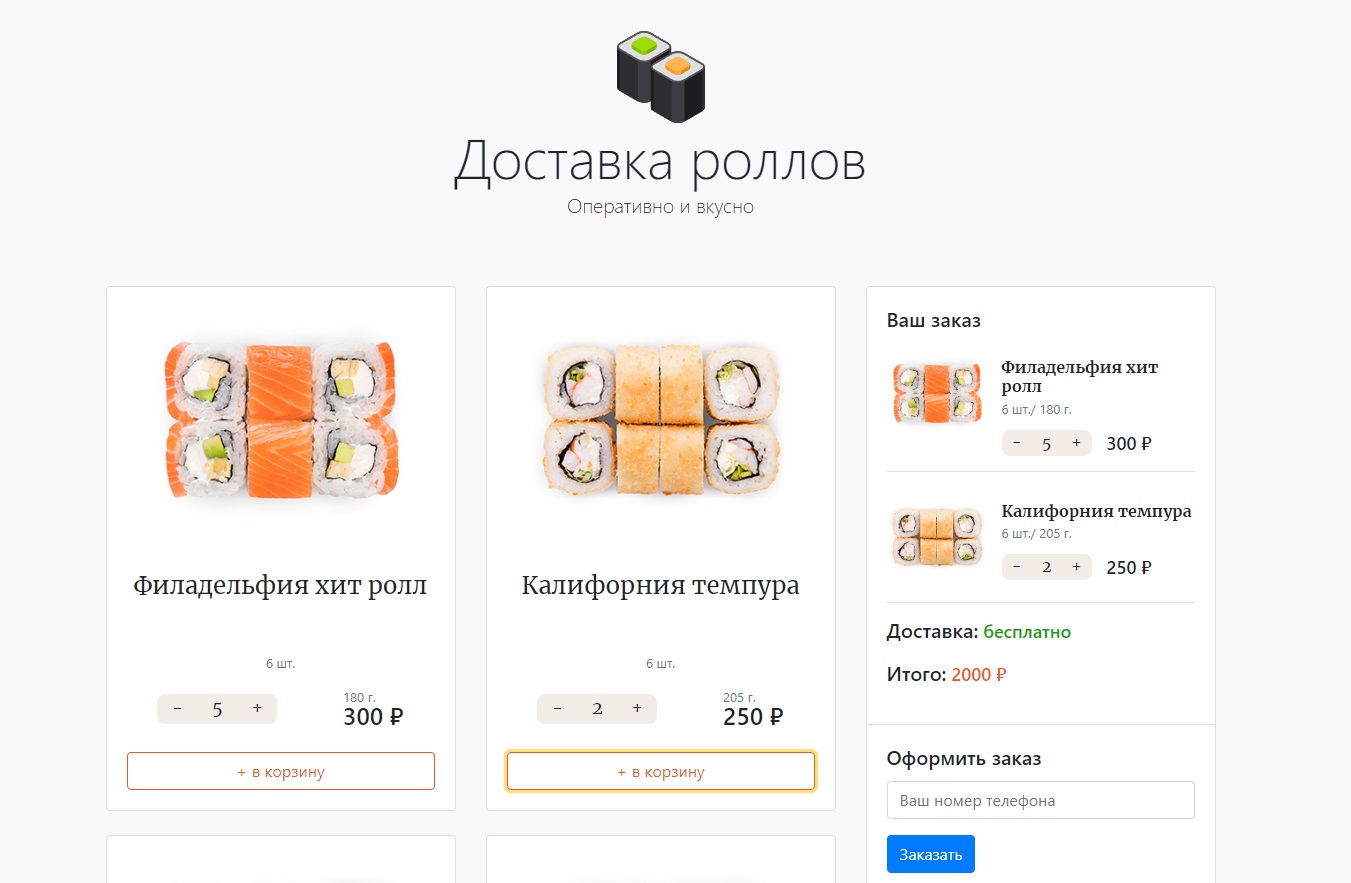 Доставка роллов
Оперативно и вкусно
Филадельфия хит ролл
6 шт.
- 5 +
180 г.
300 ₽
+ в корзину
Калифорния темпура
6 шт.
- 2 +
205 г.
250 ₽
+ в корзину
Ваш заказ
Филадельфия хит
ролл
6 шт./ 180 г.
- 5 + 300 ₽
Калифорния темпура
6 шт./ 205 г.
- 2 + 250 ₽
Доставка: бесплатно
Итого: 2000 ₽
Оформить заказ
Ваш номер телефона
Заказать